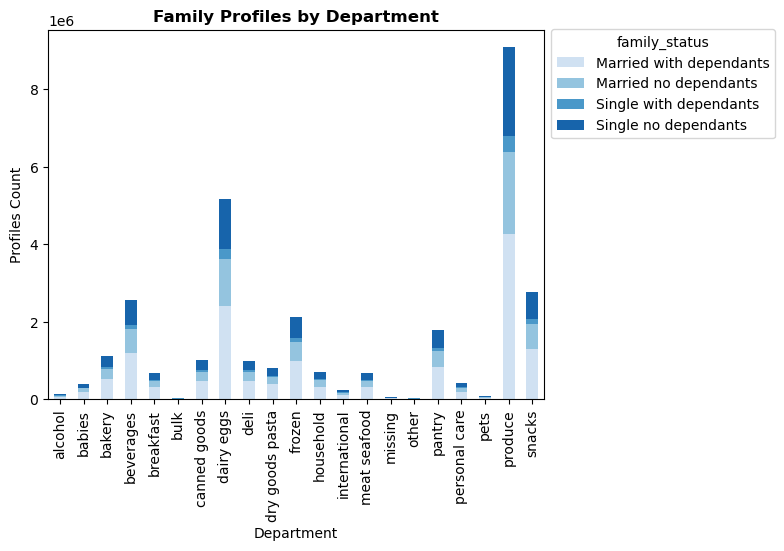 Family Profiles by Department
1e6
family_status
Married with dependants
Married no dependants
Single with dependants
Single no dependants
Profiles Count
8
6
4
2
0
alcohol
babies
bakery
beverages
breakfast
bulk
canned goods
dairy eggs
deli
dry goods pasta
frozen
household
international
meat seafood
missing
other
pantry
personal care
pets
produce
snacks
Department